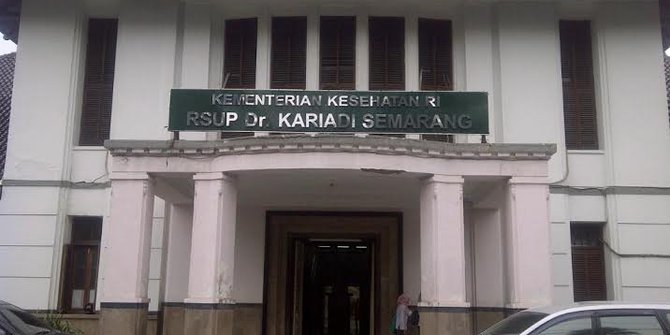 KEMENTERIAN KESEHATAN RI
RSUP Dr. KARIADI SEMARANG